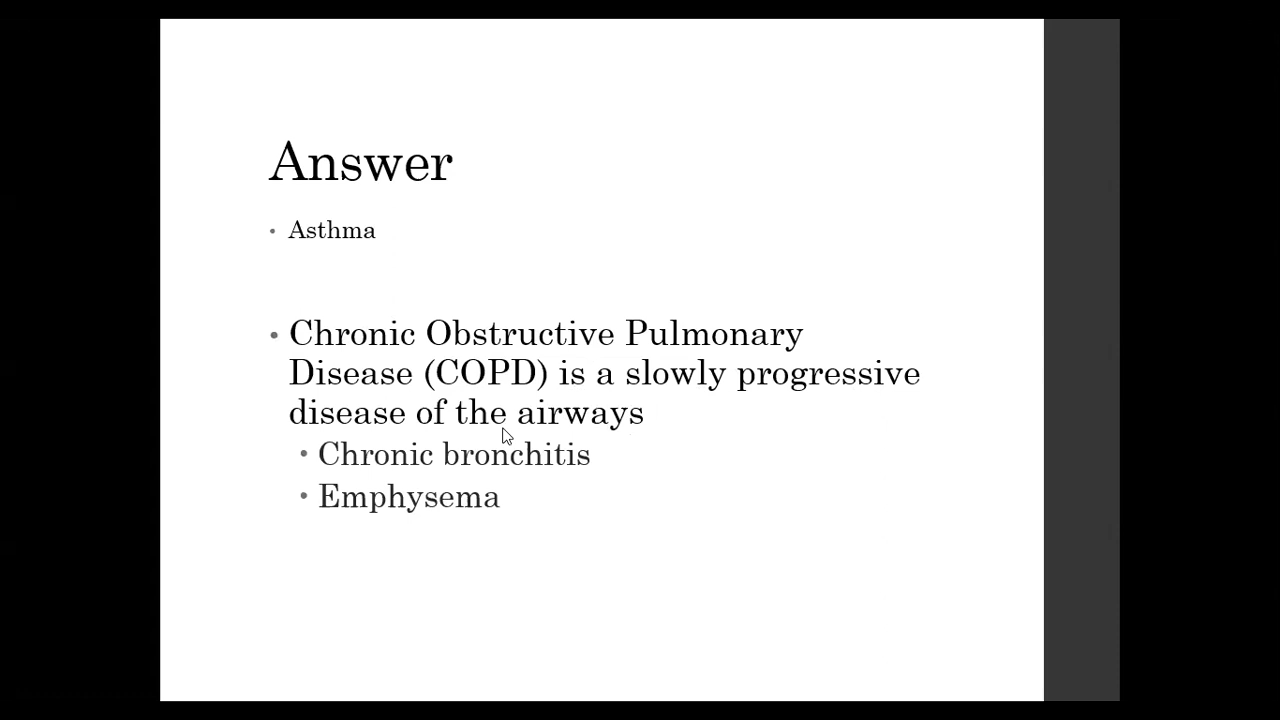 Answer
• Asthma
• Chronic Obstructive Pulmonary
Disease (COPD) is a slowly progressive
disease of the airways
• Chronic bronchitis
• Emphysema